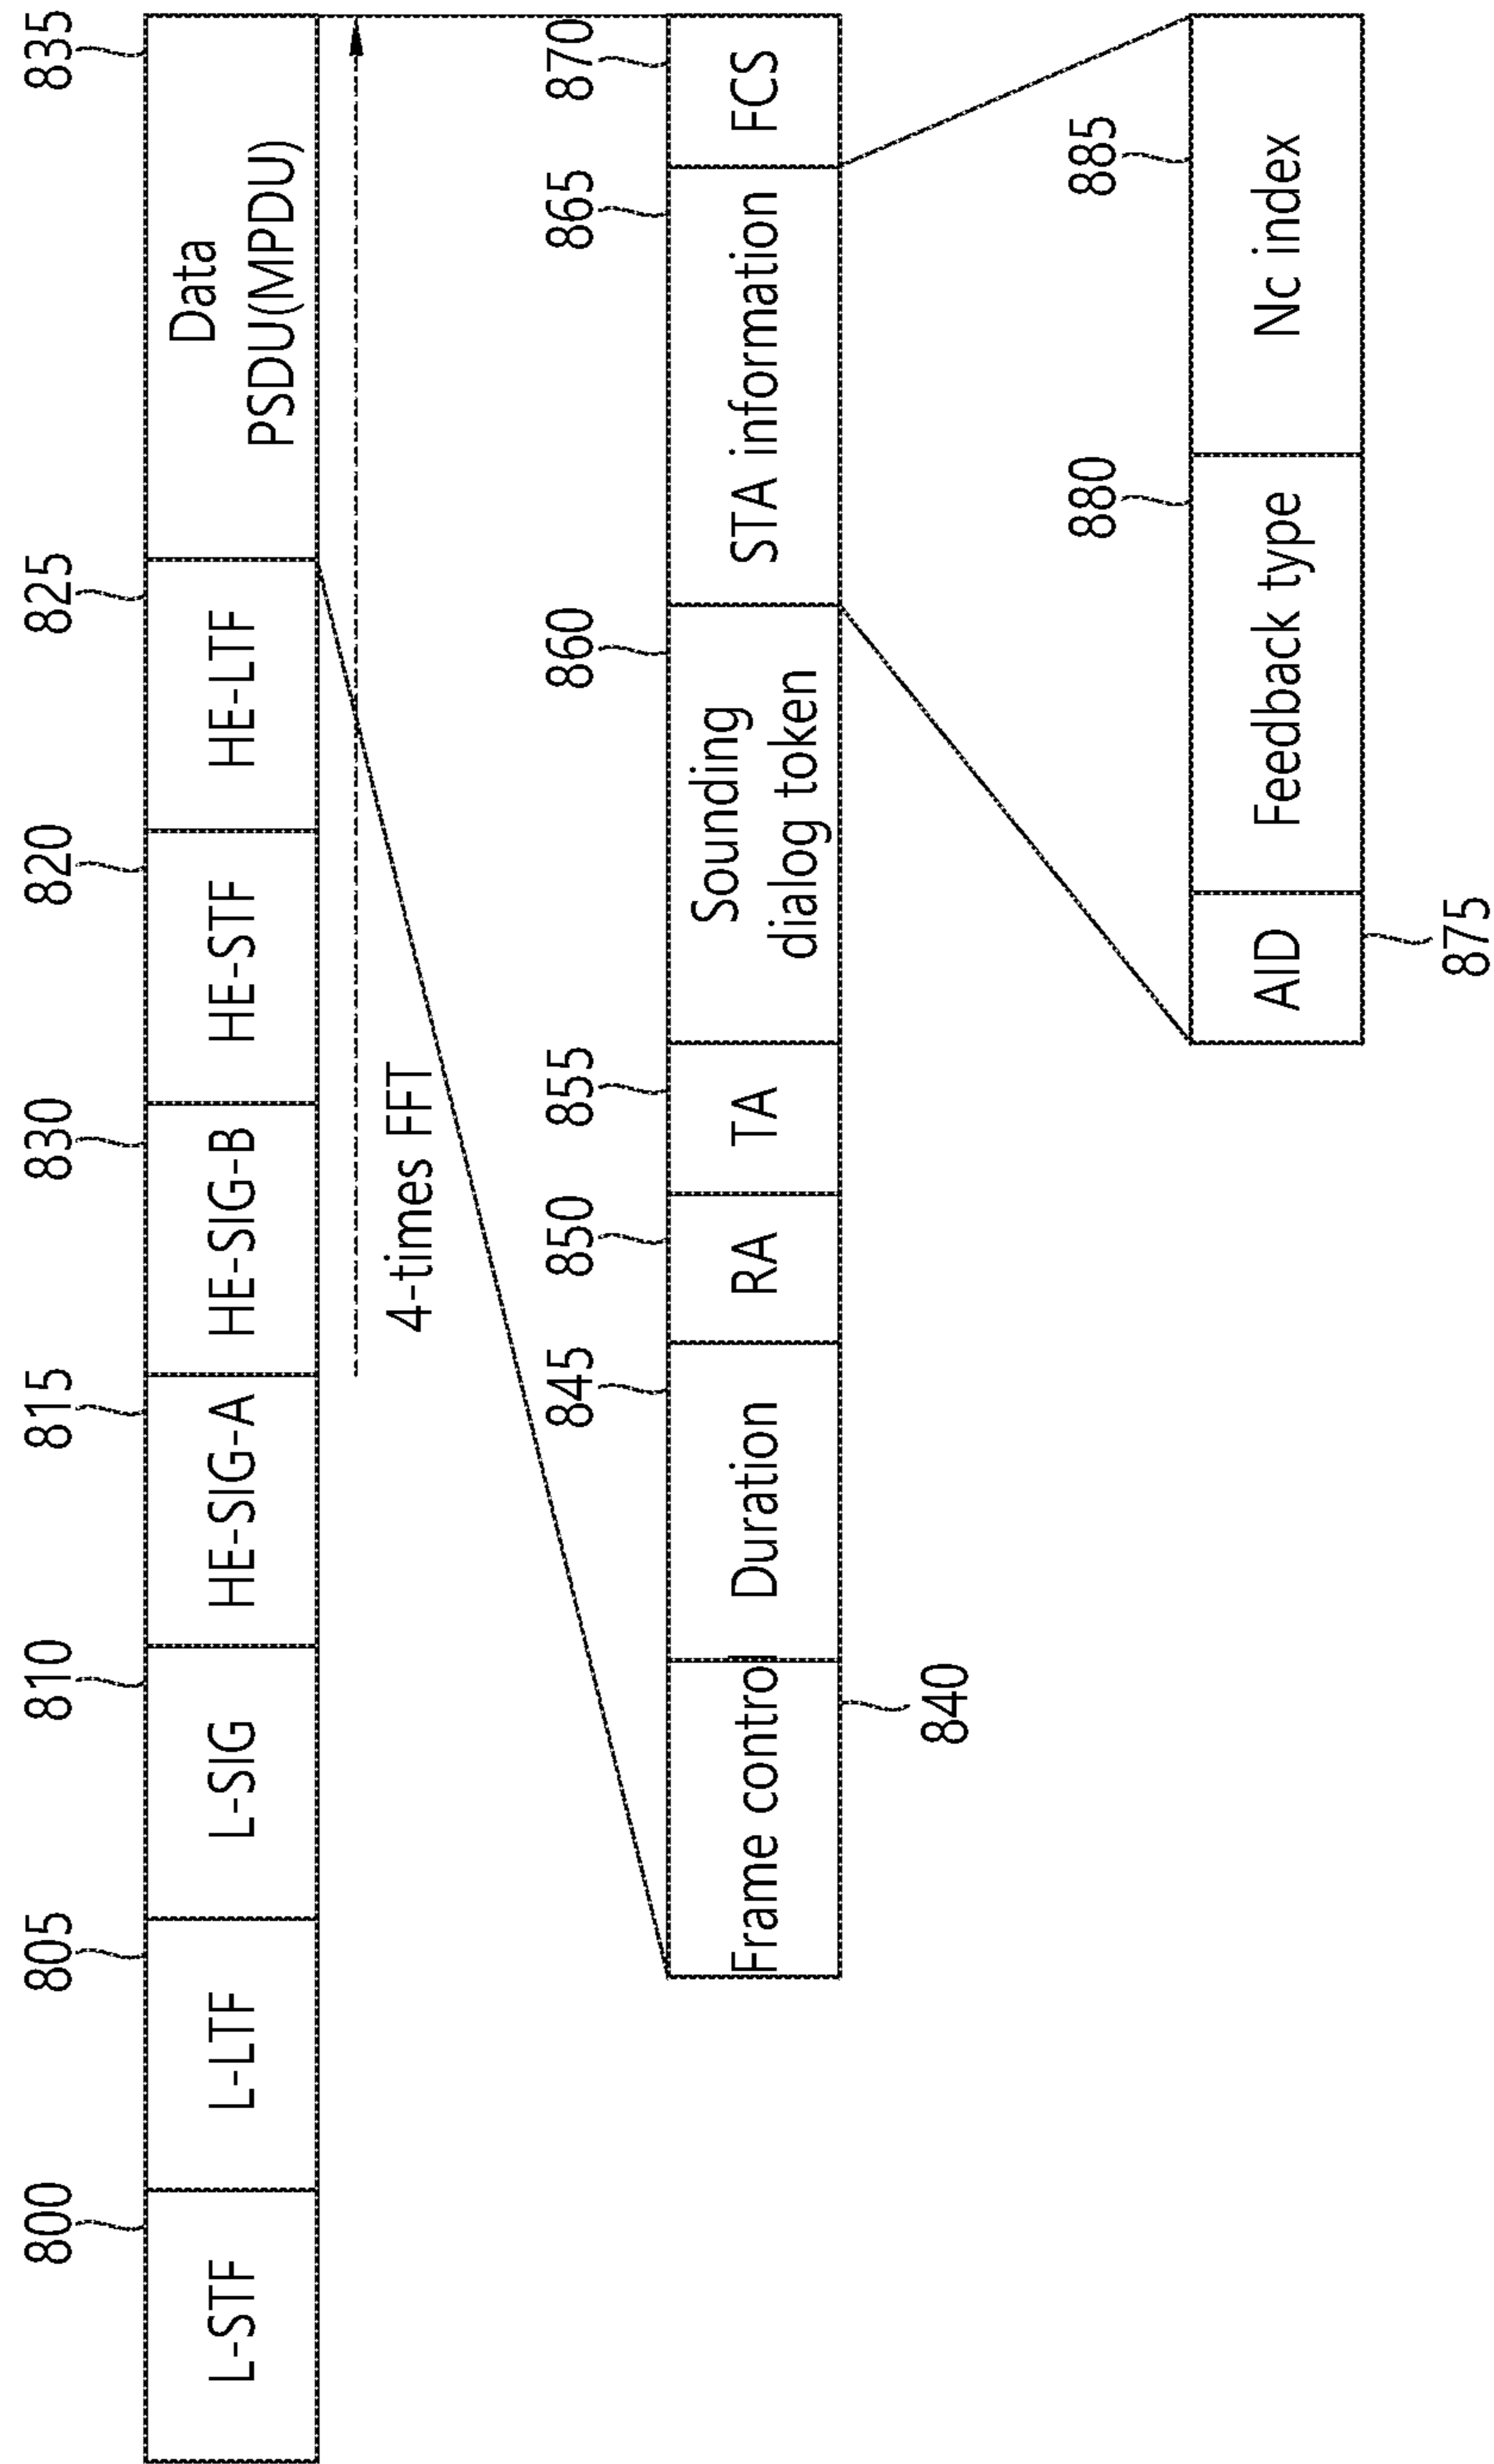 800
805
810
815
830
820
825
835
L-STF
L-LTF
L-SIG
HE-SIG-A
HE-SIG-B
HE-STF
HE-LTF
Data
PSDU(MPDU)
4-times FFT
845
850
855
860
865
870
Frame control
Duration
RA
TA
Sounding
dialog token
STA information
FCS
840
880
885
AID
Feedback type
Nc index
875